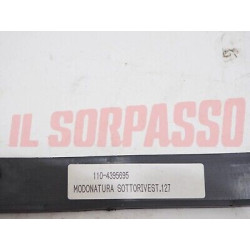 IL SORPASSO
110-4395695
MODONATURA SOTTORIVEST.127